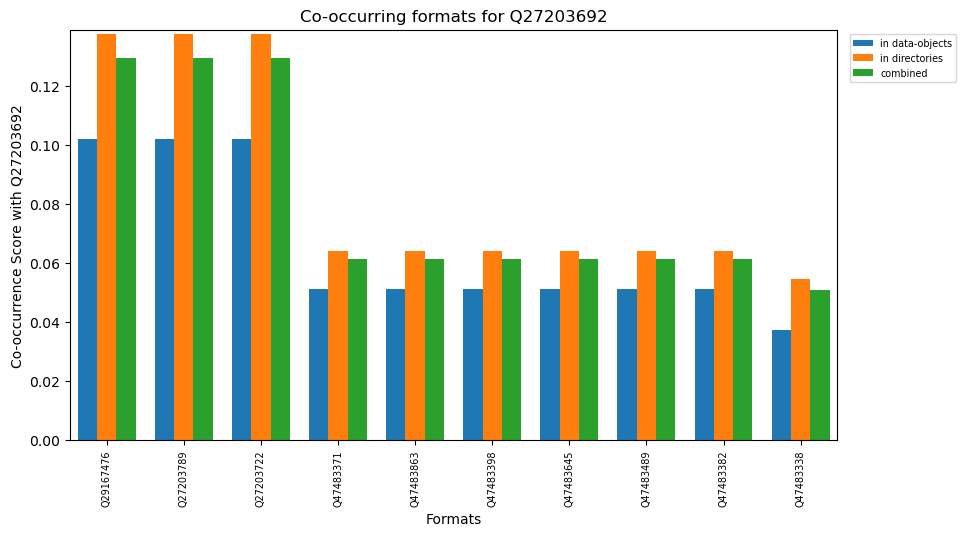 Co-occurring formats for Q27203692
in data-objects
in directories
combined
Co-occurrence Score with Q27203692
0.12
0.10
0.08
0.06
0.04
0.02
0.00
Q29167476
Q27203789
Q27203722
Q47483371
Q47483863
Q47483398
Q47483645
Q47483489
Q47483382
Q47483338
Formats